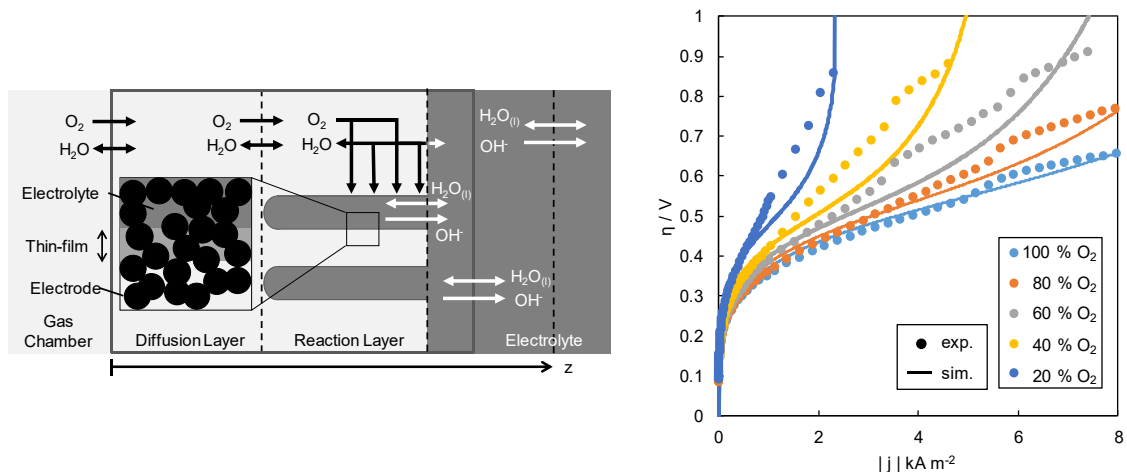 O2
H2O
H2O
O2
H2O
O2
H2O(l)
OH-
H2O(l)
OH-
H2O(l)
OH-
Electrolyte
Thin-film
Electrode
Gas
Chamber
Diffusion Layer
Reaction Layer
Electrolyte
z
η / V
1
0.9
0.8
0.7
0.6
0.5
0.4
0.3
0.2
0.1
0
0
2
4
6
8
| j | kA m-2
exp.
sim.
100 % O2
80 % O2
60 % O2
40 % O2
20 % O2